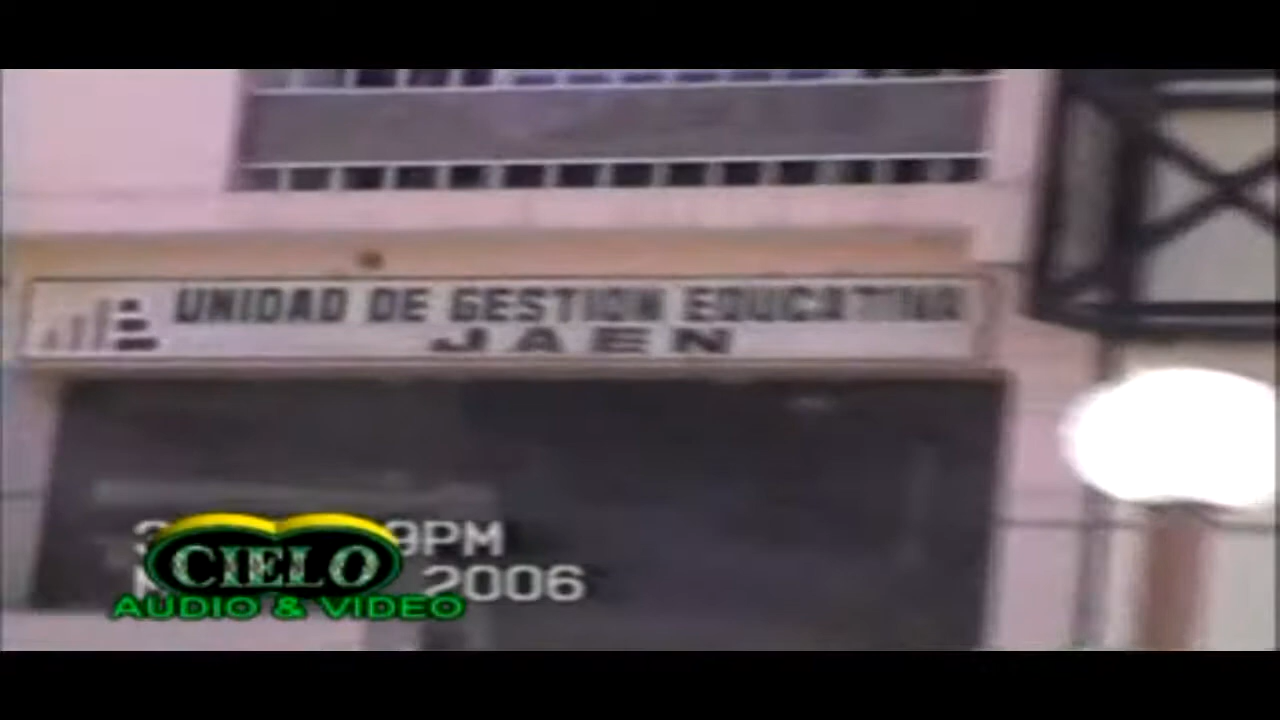 UNIDAD DE GESTION EDUCATIVA
JAEN
9PM
2006
CIELO
AUDIO & VIDEO